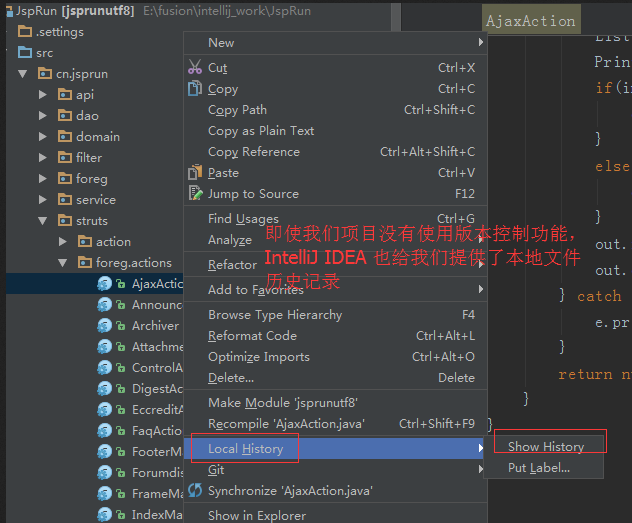 JspRun [jsprunutf8] E:\fusion\intellij_work\JspRun
.settings
src
cn.jsprun
api
dao
domain
filter
foreg
service
struts
action
foreg.actions
AjaxActio
Announc
Archiver
Attachme
ControlA
DigestAc
EccreditA
FaqActio
FooterMa
Forumdis
FrameMa
IndexMa
New
Cut Ctrl+X
Copy Ctrl+C
Copy Path Ctrl+Shift+C
Copy as Plain Text
Copy Reference Ctrl+Alt+Shift+C
Paste Ctrl+V
Jump to Source F12
Find Usages Ctrl+G
Analyze
Refactor
Add to Favorites
Browse Type Hierarchy F4
Reformat Code Ctrl+Alt+L
Optimize Imports Ctrl+Alt+O
Delete... Delete
Make Module 'jsprunutf8'
Recompile 'AjaxAction.java' Ctrl+Shift+F9
Local History
Git
Synchronize 'AjaxAction.java'
Show in Explorer
Show History
Put Label...
即使我们项目没有使用版本控制功能，
IntelliJ IDEA 也给我们提供了本地文件
历史记录
AjaxAction
List
Prin
if(i
}
else
}
out.
out.
} catch
e.pr
}
return nu
}
}